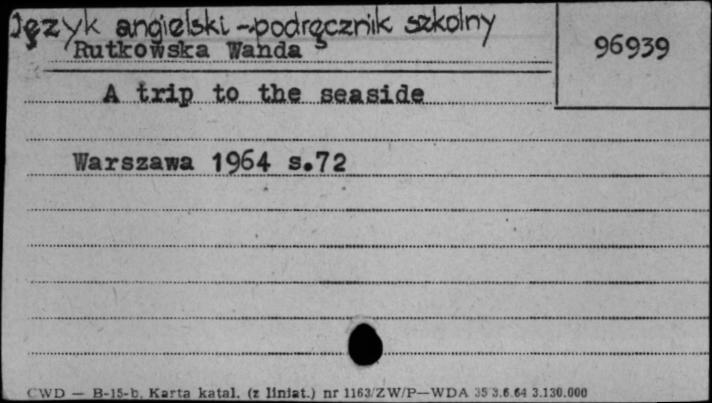 Język angielski - podręcznik szkolny
Rutkowska Wanda
96939
A trip to the seaside
Warszawa 1964 s.72
CWD — B-15-b. Karta katal. (z liniat.) nr 1163/ZW/P—WDA 35 3.6.64 3.130.000